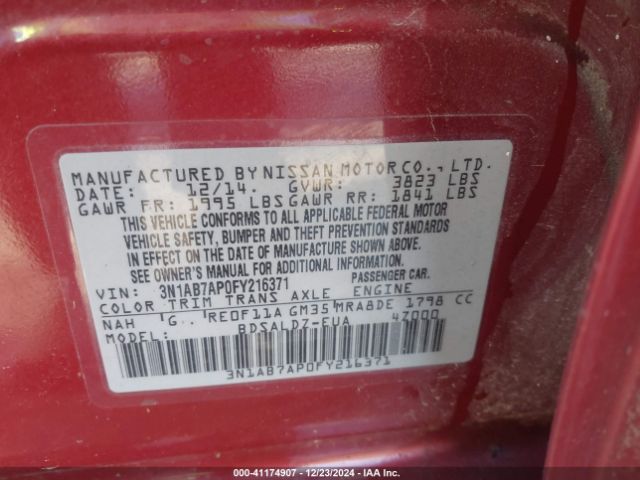 MANUFACTURED BY NISSAN MOTOR CO., LTD.
DATE: 12/14. GVWR: 3823 LBS
GAWR FR: 1995 LBS GAWR RR: 1841 LBS
THIS VEHICLE CONFORMS TO ALL APPLICABLE FEDERAL MOTOR
VEHICLE SAFETY, BUMPER AND THEFT PREVENTION STANDARDS
IN EFFECT ON THE DATE OF MANUFACTURE SHOWN ABOVE.
SEE OWNER'S MANUAL FOR ADDITIONAL INFORMATION.
VIN: 3N1AB7AP0FY216371 PASSENGER CAR.
COLOR TRIM TRANS AXLE ENGINE
NAH G.. RE0F11A GM35 MRA8DE 1798 CC
MODEL: BDSALDZ-EUA 4Z000
3N1AB7AP0FY216371
000-41174907 - 12/23/2024 - IAA Inc.